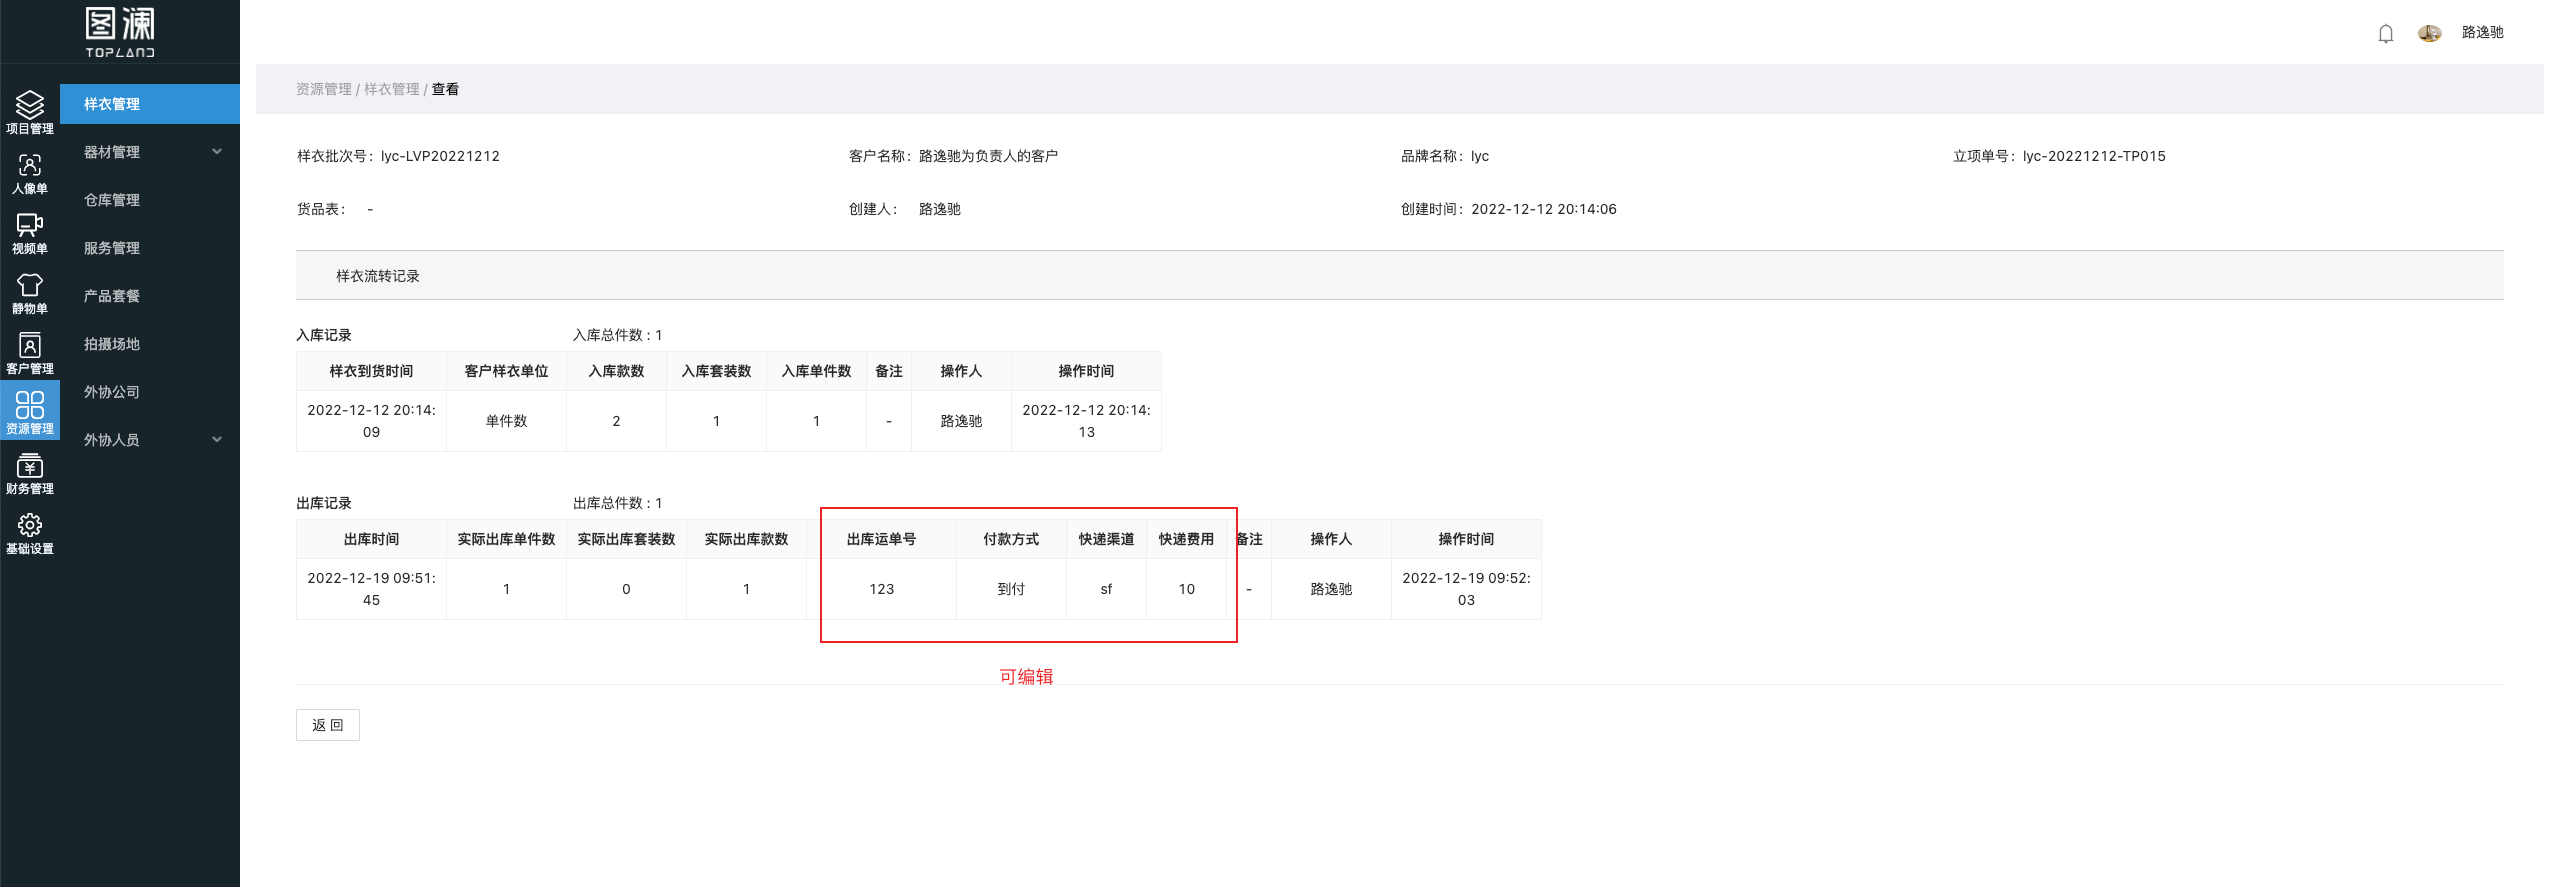 图澜
TOPLAND
路逸驰
项目管理
人像单
视频单
静物单
客户管理
资源管理
财务管理
基础设置
样衣管理
器材管理
仓库管理
服务管理
产品套餐
拍摄场地
外协公司
外协人员
资源管理 / 样衣管理 / 查看
样衣批次号：lyc-LVP20221212 客户名称：路逸驰为负责人的客户 品牌名称：lyc 立项单号：lyc-20221212-TP015
货品表： - 创建人： 路逸驰 创建时间：2022-12-12 20:14:06
样衣流转记录
入库记录 入库总件数 : 1
样衣到货时间 客户样衣单位 入库款数 入库套装数 入库单件数 备注 操作人 操作时间
2022-12-12 20:14: 2022-12-12 20:14:
单件数 2 1 1 - 路逸驰
09 13
出库记录 出库总件数 : 1
出库时间 实际出库单件数 实际出库套装数 实际出库款数 出库运单号 付款方式 快递渠道 快递费用 备注 操作人 操作时间
2022-12-19 09:51: 2022-12-19 09:52:
1 0 1 123 到付 sf 10 - 路逸驰
45 03
可编辑
返 回